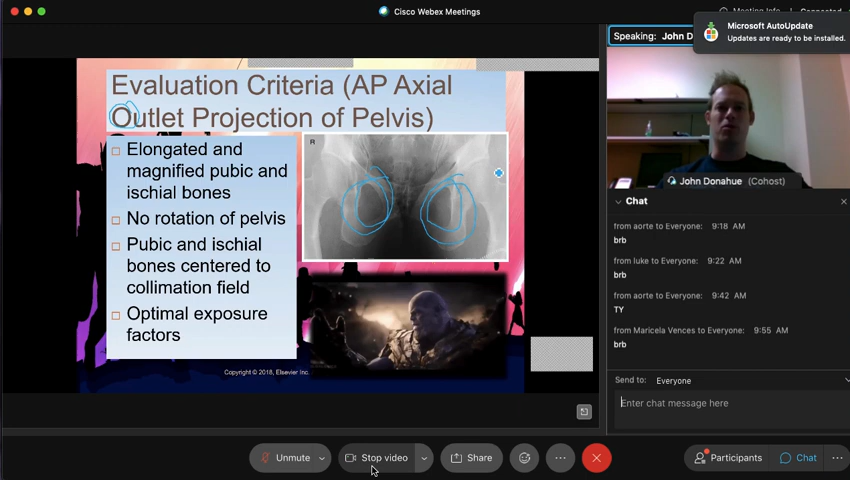 Cisco Webex Meetings
Microsoft AutoUpdate
Updates are ready to be installed.
Speaking: John D
Evaluation Criteria (AP Axial
Outlet Projection of Pelvis)
Elongated and
magnified pubic and
ischial bones
No rotation of pelvis
Pubic and ischial
bones centered to
collimation field
Optimal exposure
factors
R
Copyright © 2018, Elsevier Inc.
John Donahue (Cohost)
Chat
from aorte to Everyone: 9:18 AM
brb
from luke to Everyone: 9:22 AM
brb
from aorte to Everyone: 9:42 AM
TY
from Maricela Vences to Everyone: 9:55 AM
brb
Send to: Everyone
Enter chat message here
Unmute
Stop video
Share
Participants
Chat